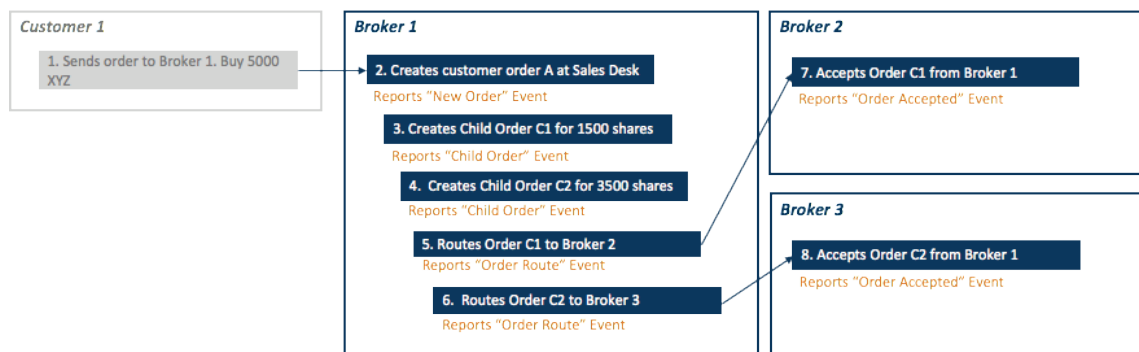 Customer 1
1. Sends order to Broker 1. Buy 5000
XYZ
Broker 1
2. Creates customer order A at Sales Desk
Reports "New Order" Event
3. Creates Child Order C1 for 1500 shares
Reports "Child Order" Event
4. Creates Child Order C2 for 3500 shares
Reports "Child Order" Event
5. Routes Order C1 to Broker 2
Reports "Order Route" Event
6. Routes Order C2 to Broker 3
Reports "Order Route" Event
Broker 2
7. Accepts Order C1 from Broker 1
Reports "Order Accepted" Event
Broker 3
8. Accepts Order C2 from Broker 1
Reports "Order Accepted" Event